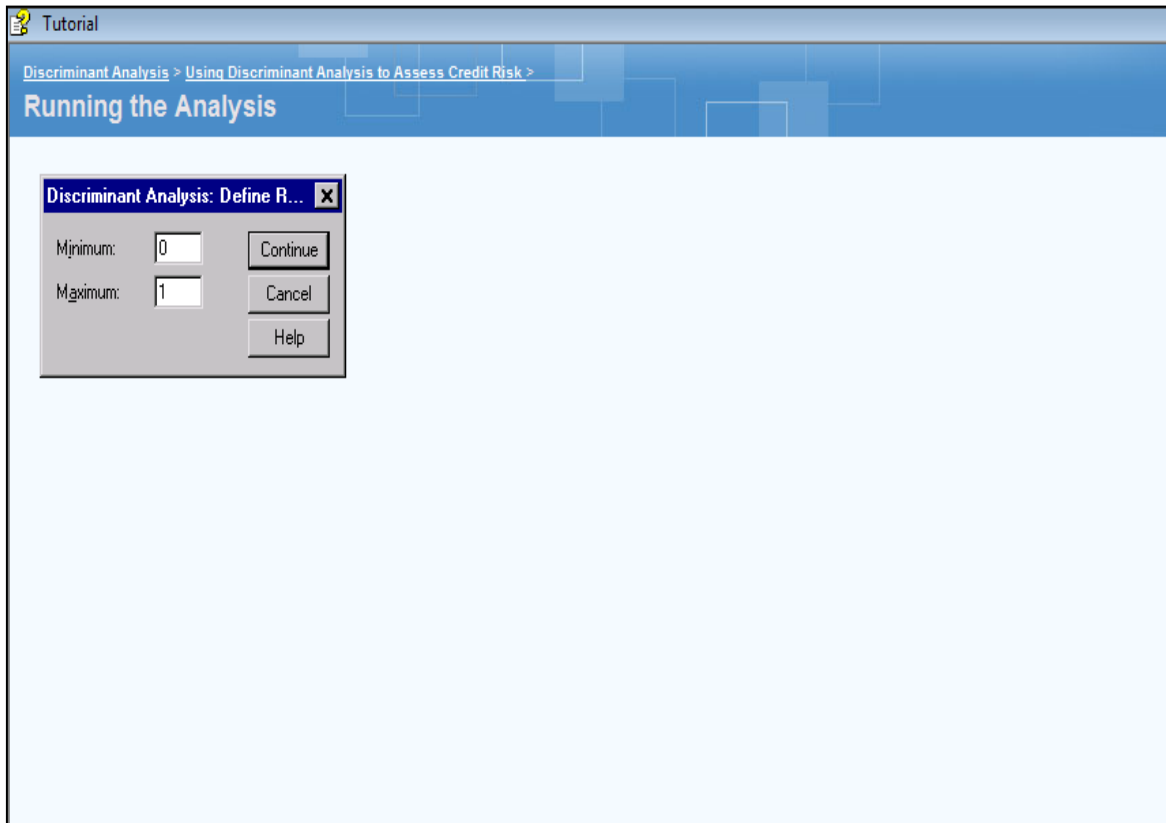 Tutorial
Discriminant Analysis > Using Discriminant Analysis to Assess Credit Risk >
Running the Analysis
Discriminant Analysis: Define R...
Minimum: 0 Continue
Maximum: 1 Cancel
Help